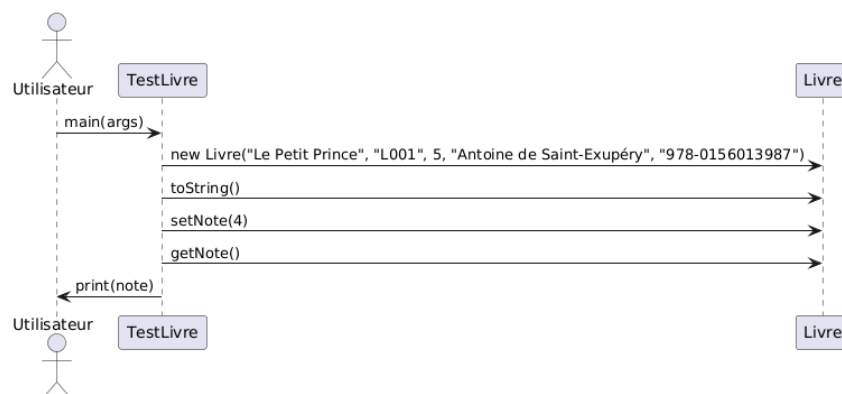 Utilisateur
TestLivre
Livre
main(args)
new Livre("Le Petit Prince", "L001", 5, "Antoine de Saint-Exupéry", "978-0156013987")
toString()
setNote(4)
getNote()
print(note)
Utilisateur
TestLivre
Livre